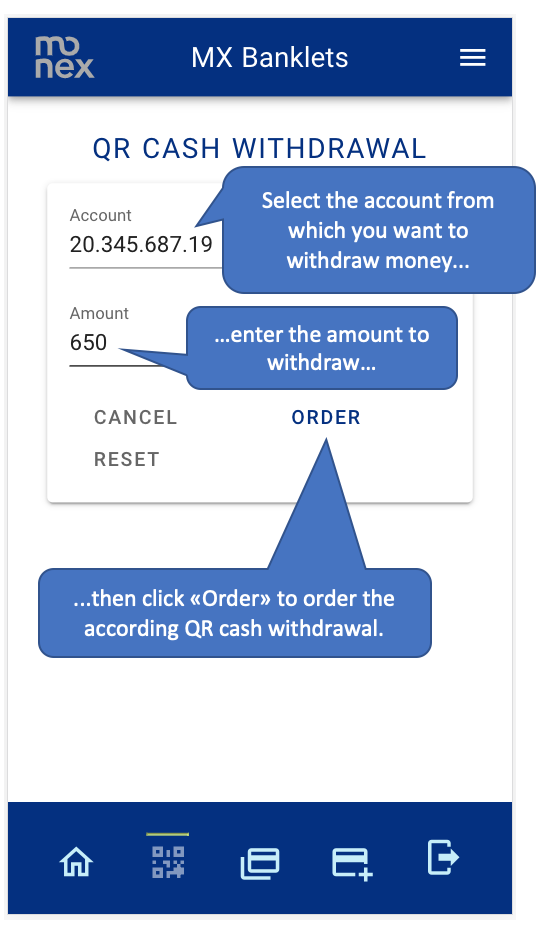 mo
nex
MX Banklets
QR CASH WITHDRAWAL
Account
20.345.687.19
Select the account from
which you want to
withdraw money...
Amount
650
...enter the amount to
withdraw...
CANCEL
ORDER
RESET
...then click «Order» to order the
according QR cash withdrawal.